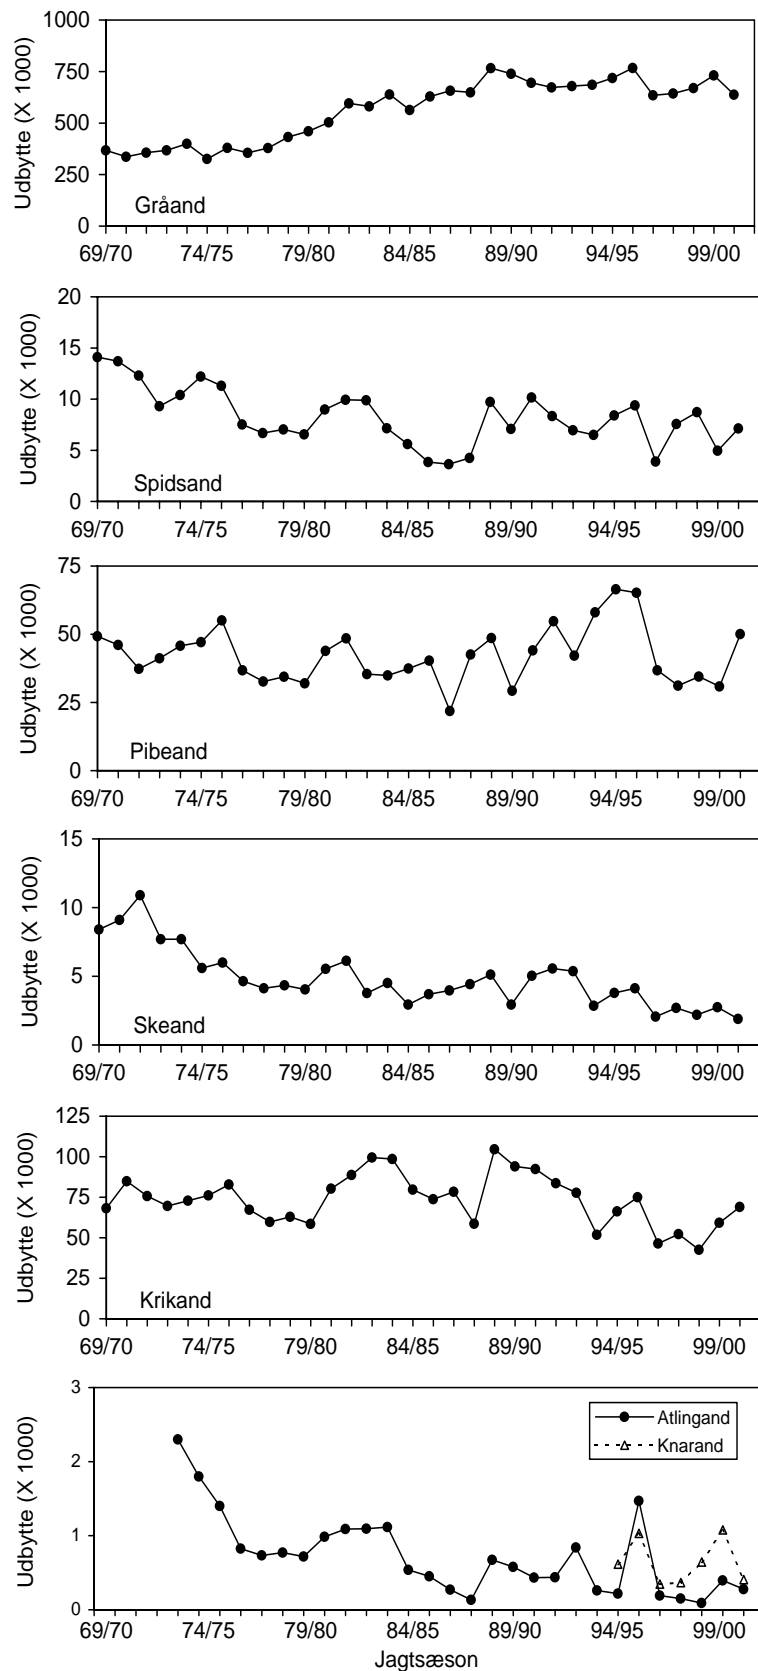 Udbytte (X 1000)
1000
750
500
250
0
Gråand
69/70 74/75 79/80 84/85 89/90 94/95 99/00
Udbytte (X 1000)
20
15
10
5
0
Spidsand
69/70 74/75 79/80 84/85 89/90 94/95 99/00
Udbytte (X 1000)
75
50
25
0
Pibeand
69/70 74/75 79/80 84/85 89/90 94/95 99/00
Udbytte (X 1000)
15
10
5
0
Skeand
69/70 74/75 79/80 84/85 89/90 94/95 99/00
Udbytte (X 1000)
125
100
75
50
25
0
Krikand
69/70 74/75 79/80 84/85 89/90 94/95 99/00
Udbytte (X 1000)
3
2
1
0
Atlingand
Knarand
69/70 74/75 79/80 84/85 89/90 94/95 99/00
Jagtsæson